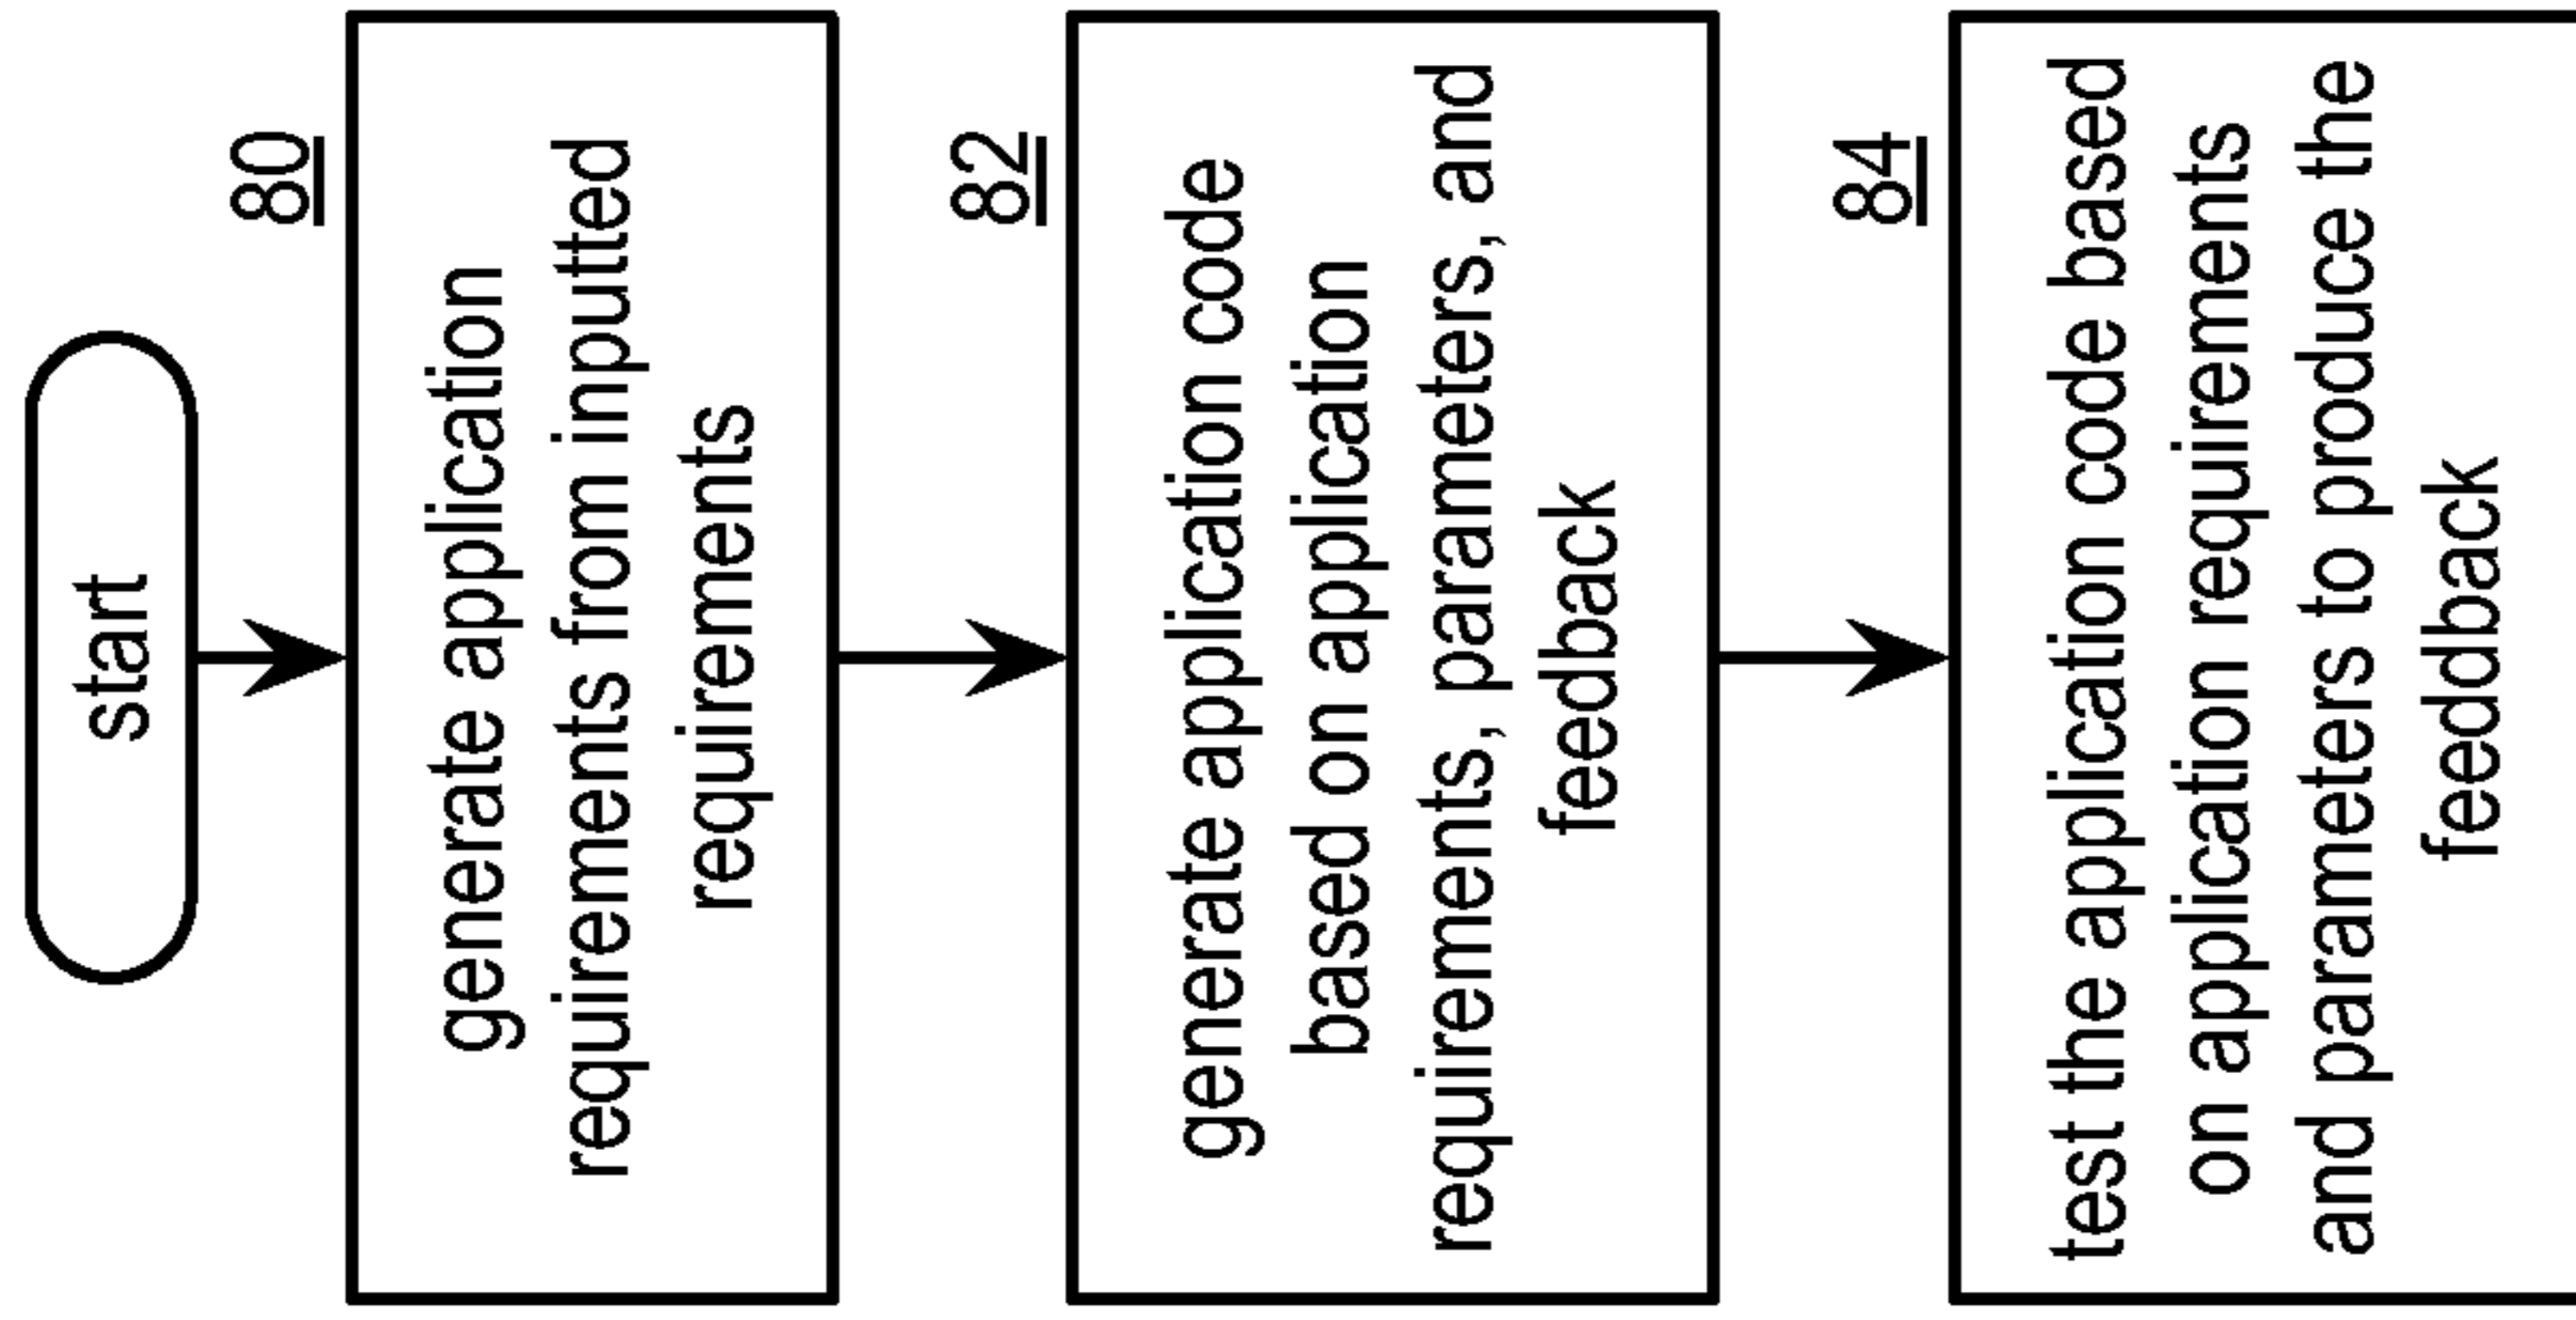 start
80
generate application
requirements from inputted
requirements
82
generate application code
based on application
requirements, parameters, and
feedback
84
test the application code based
on application requirements
and parameters to produce the
feeddback